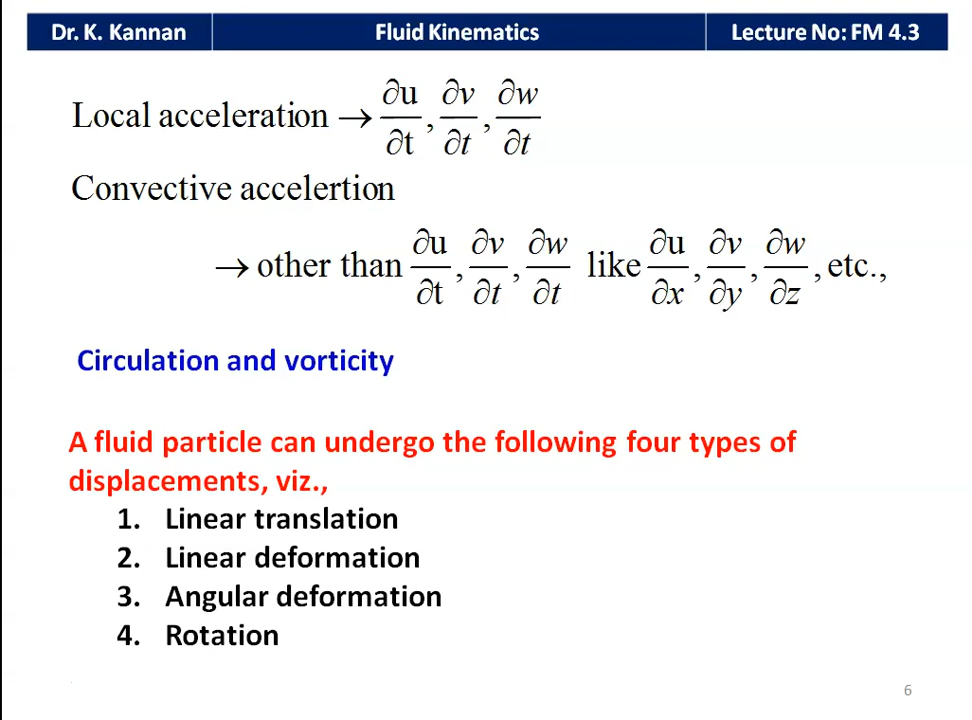 Dr. K. Kannan Fluid Kinematics Lecture No: FM 4.3
Local acceleration → ∂u/∂t, ∂v/∂t, ∂w/∂t
Convective accelertion
→ other than ∂u/∂t, ∂v/∂t, ∂w/∂t like ∂u/∂x, ∂v/∂y, ∂w/∂z, etc.,
Circulation and vorticity
A fluid particle can undergo the following four types of
displacements, viz.,
1. Linear translation
2. Linear deformation
3. Angular deformation
4. Rotation
6